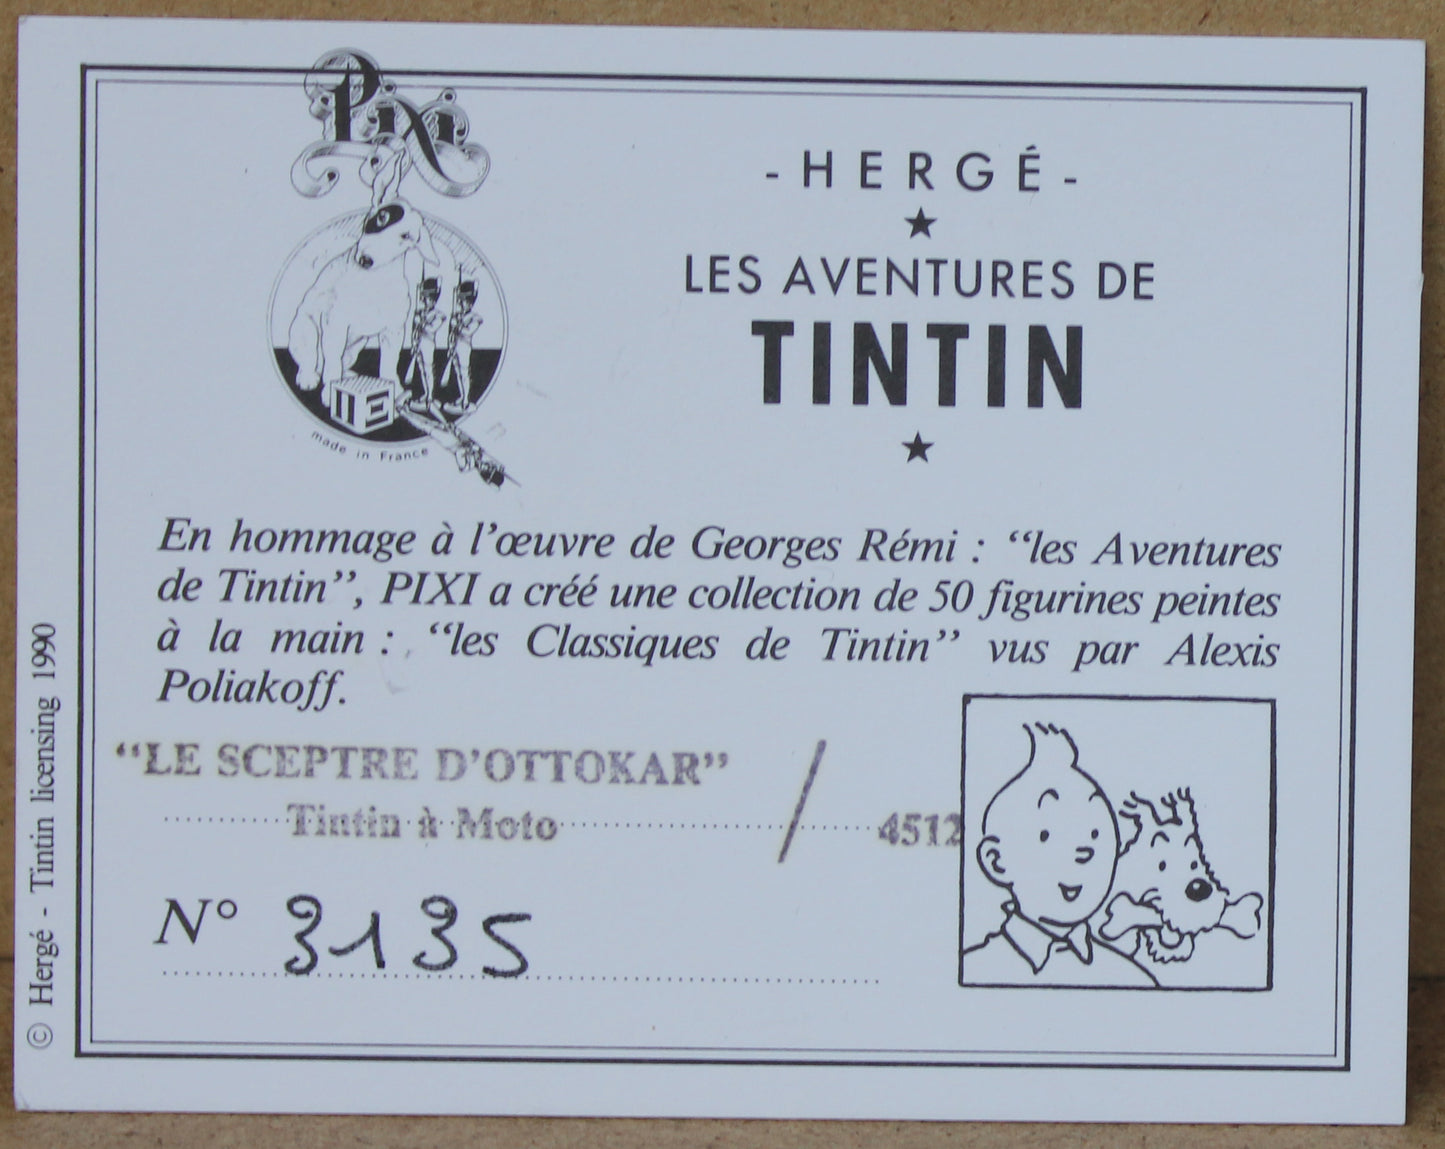 Pixi
made in France
- HERGÉ -
LES AVENTURES DE
TINTIN
En hommage à l'œuvre de Georges Rémi : “les Aventures
de Tintin”, PIXI a créé une collection de 50 figurines peintes
à la main : “les Classiques de Tintin” vus par Alexis
Poliakoff.
“LE SCEPTRE D'OTTOKAR” /
Tintin à Moto 4512
N° 3135
© Hergé - Tintin licensing 1990